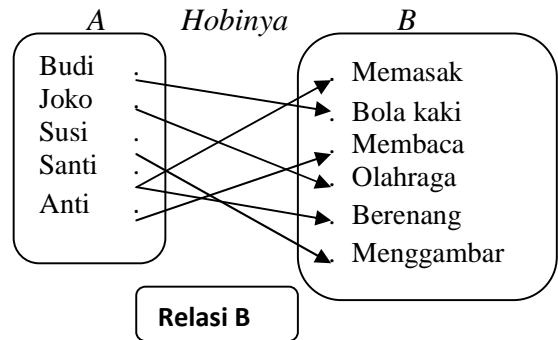 A Hobinya B
Budi .
Joko .
Susi .
Santi .
Anti .
. Memasak
. Bola kaki
. Membaca
. Olahraga
. Berenang
. Menggambar
Relasi B